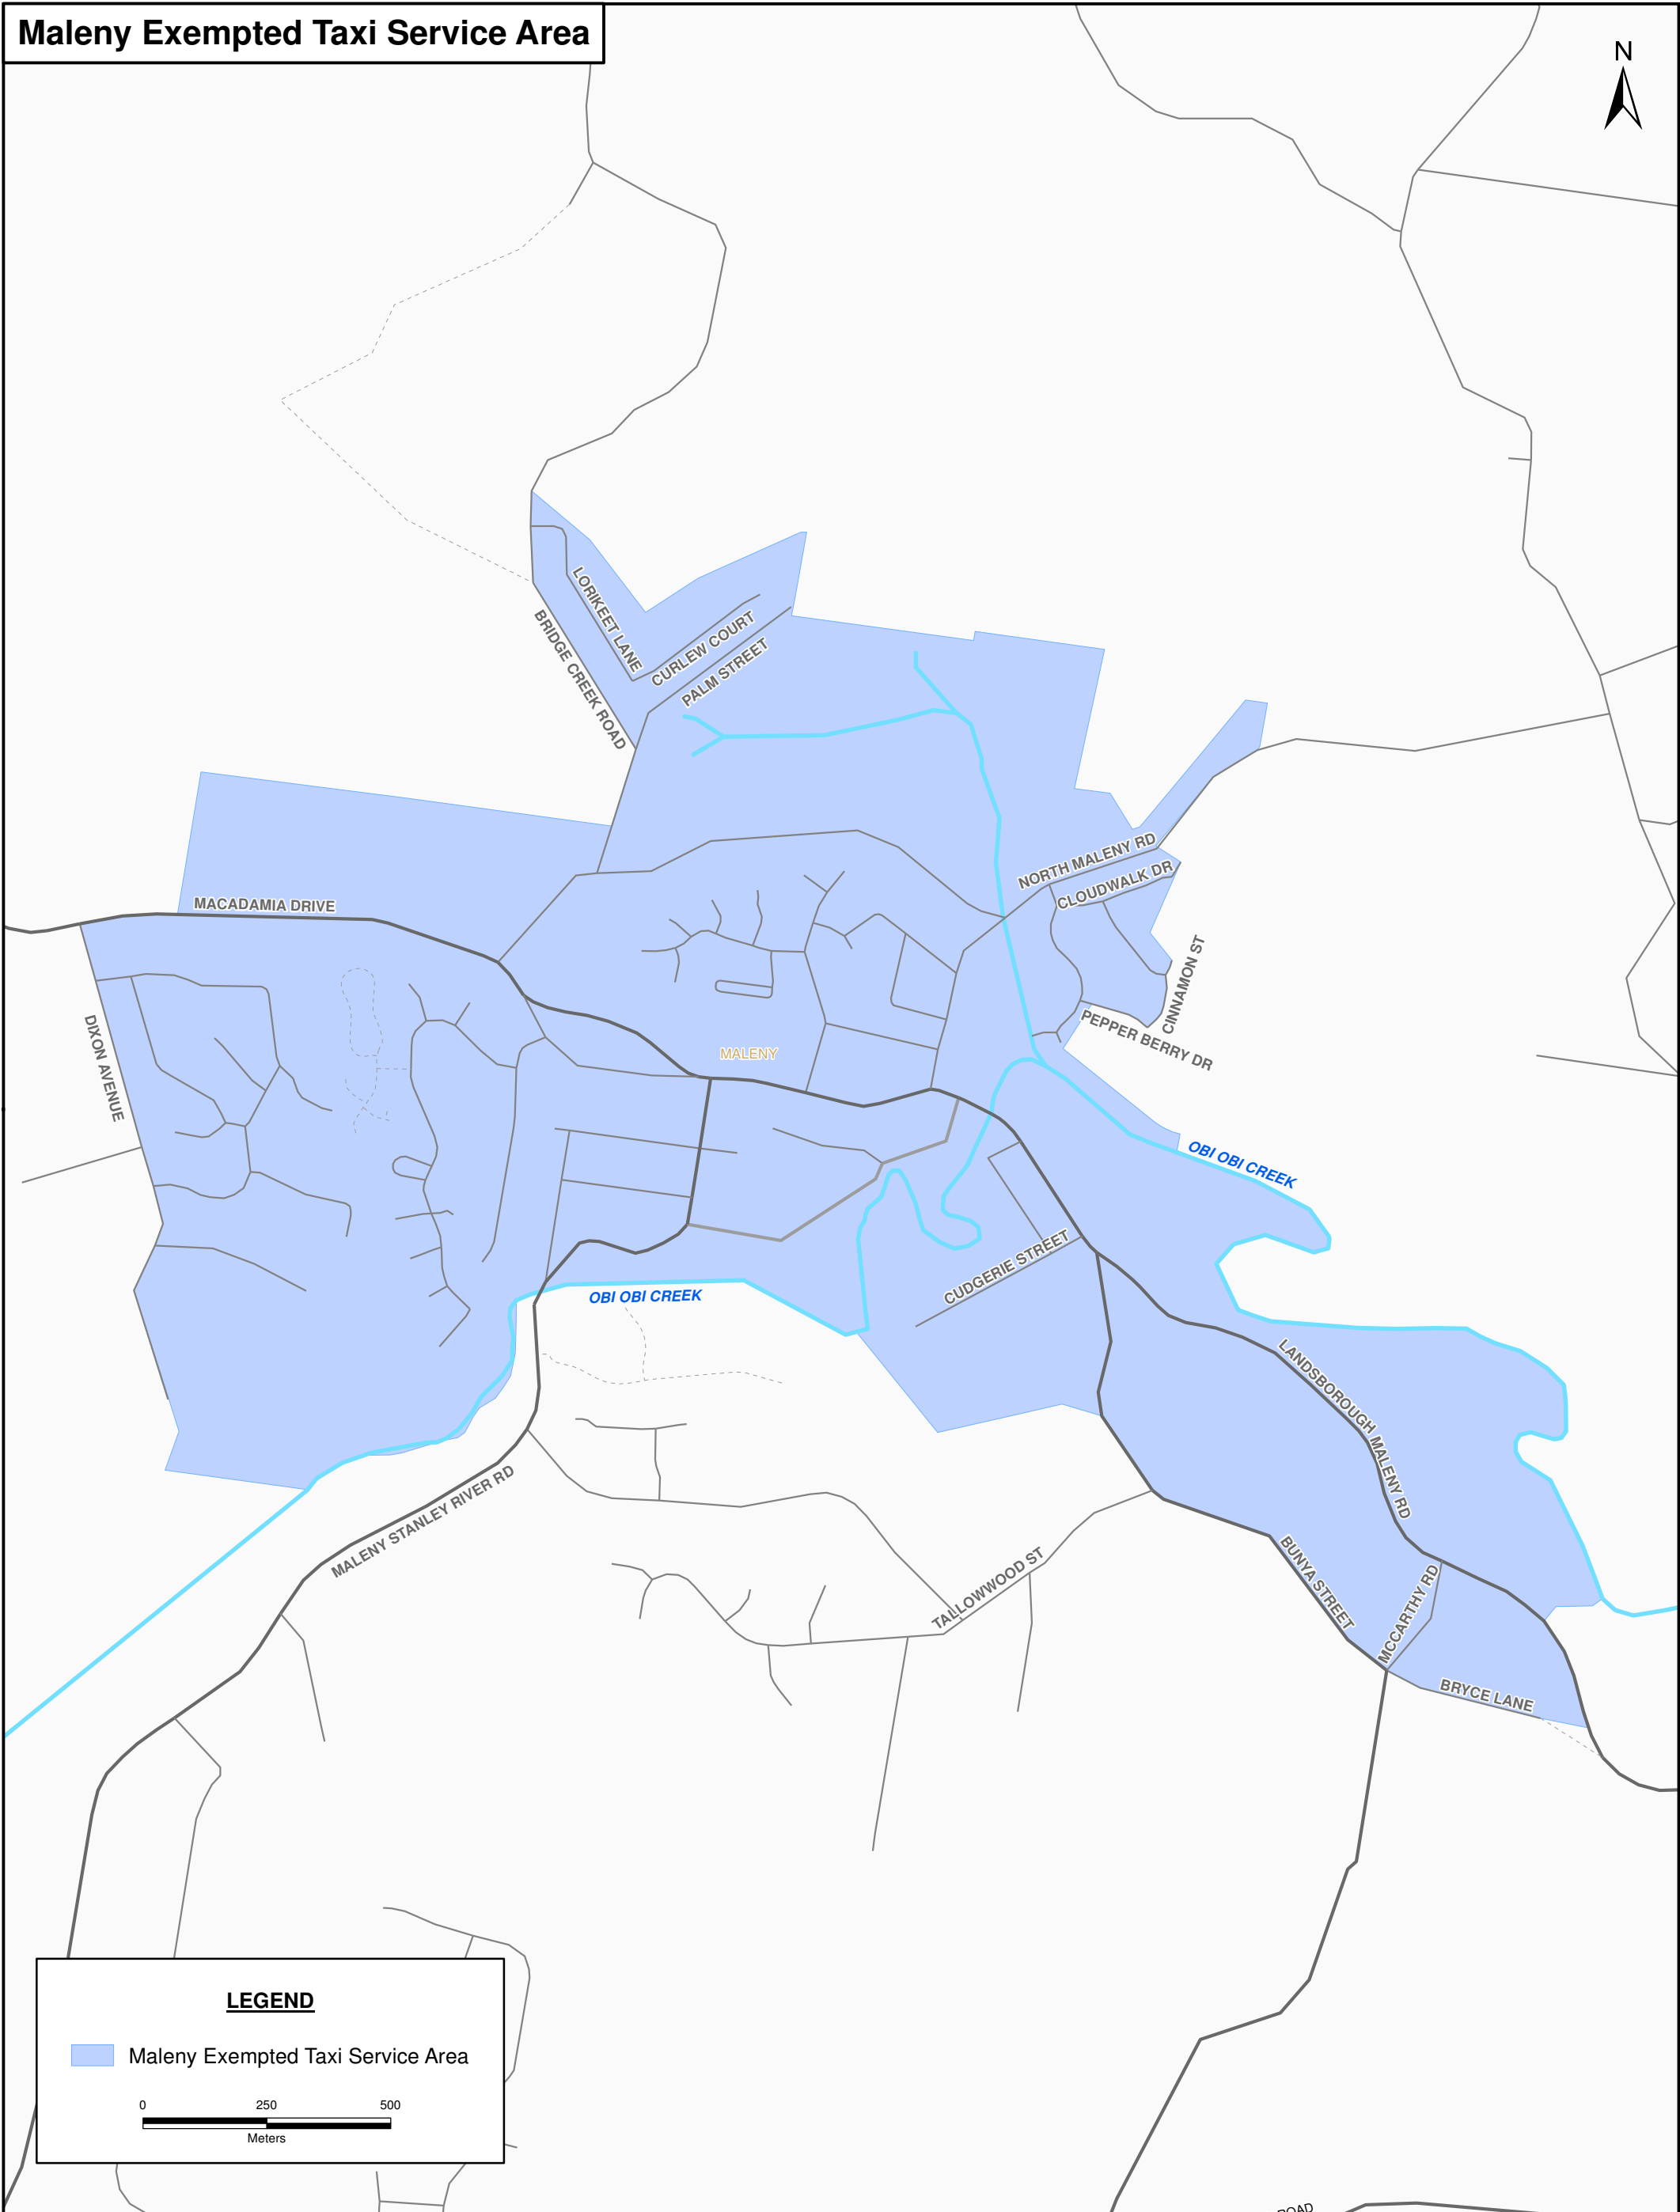 Maleny Exempted Taxi Service Area
N
LORIKEET LANE
CURLEW COURT
PALM STREET
BRIDGE CREEK ROAD
NORTH MALENY RD
CLOUDWALK DR
MACADAMIA DRIVE
CINNAMON ST
PEPPER BERRY DR
DIXON AVENUE
MALENY
OBI OBI CREEK
CUDGERIE STREET
OBI OBI CREEK
LANDSBOROUGH MALENY RD
MALENY STANLEY RIVER RD
TALLOWWOOD ST
BUNYA STREET
MCCARTHY RD
BRYCE LANE
LEGEND
Maleny Exempted Taxi Service Area
0 250 500
Meters
ROAD